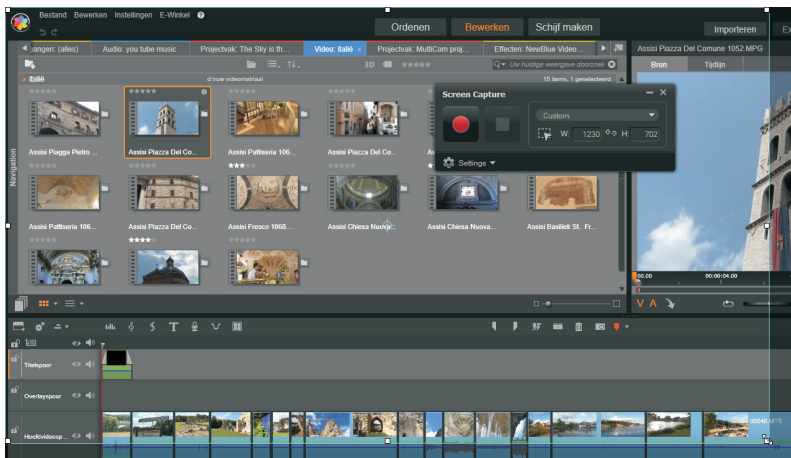 Bestand Bewerken Instellingen E-Winkel ?
Ordenen Bewerken Schijf maken
Importeren
(alles) Audio: you tube music Projectvak: The Sky is th... Video: italië × Projectvak: MultiCam proj... Effecten: NewBlue Video...
Assisi Piazza Del Comune 1052.MPG
3D Uw huidige weergave doorzoek
Bron Tijdlijn
italië 15 items, 1 geselecteerd
Screen Capture
Custom
W: 1230 H: 702
Settings
Navigation
Assisi Piagga Pietro ... Assisi Piazza Del Co... Assisi Pattiseria 106... Assisi Piazza Del Co...
Assisi Pattiseria 106... Assisi Piazza Del Co... Assisi Fresco 1068.... Assisi Chiesa Nuova... Assisi Chiesa Nuova... Assisi Basiliek St. Fr...
00.00 00:00:04.00
V A
T
Titelspoor
Overlayspoor
Hoofdvideosp...
00040.MTS